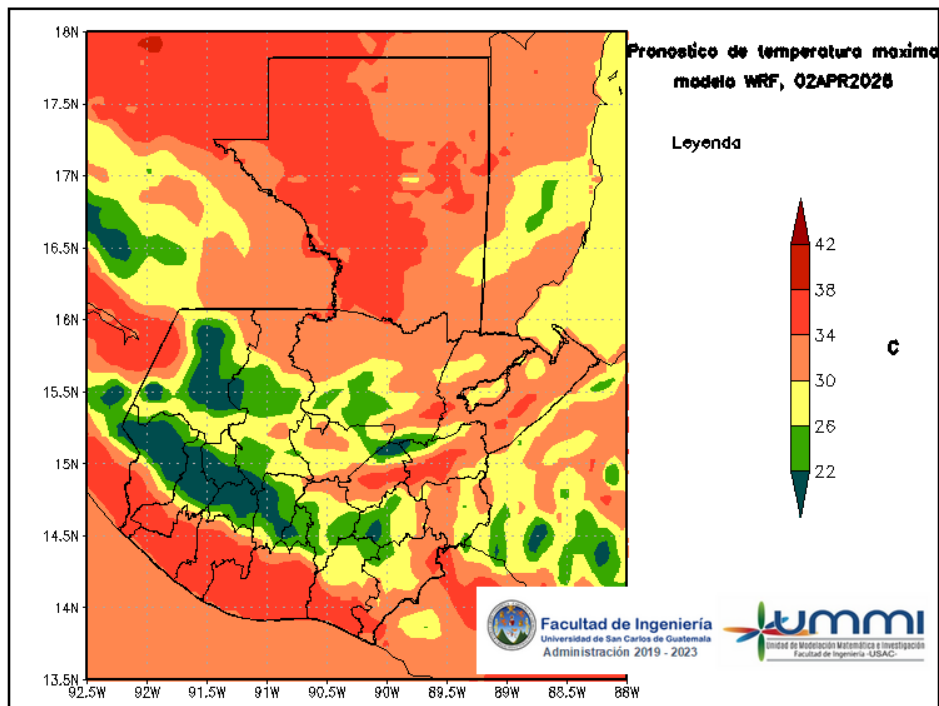 Pronostico de temperatura maxima
modelo WRF, 02APR2026
Leyenda
42
38
34
30
26
22
C
18N
17.5N
17N
16.5N
16N
15.5N
15N
14.5N
14N
13.5N
92.5W
92W
91.5W
91W
90.5W
90W
89.5W
89W
88.5W
88W
Facultad de Ingeniería
Universidad de San Carlos de Guatemala
Administración 2019 - 2023
UMMI
Unidad de Modelación Matemática e Investigación
Facultad de Ingeniería -USAC-